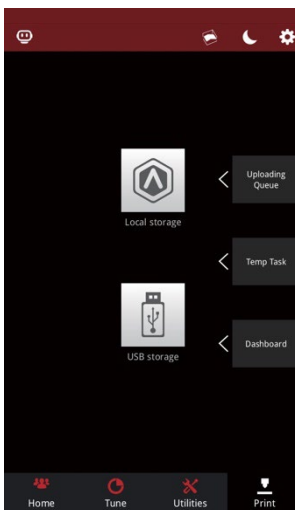 Uploading
Queue
Local storage
Temp Task
Dashboard
USB storage
Home
Tune
Utilities
Print